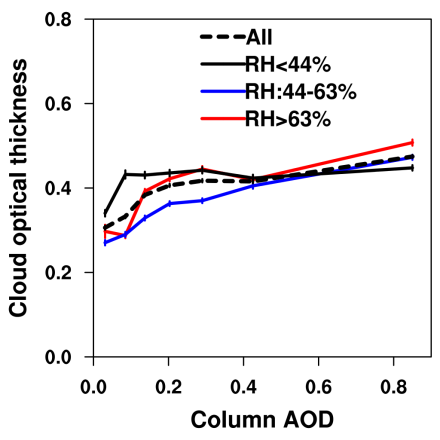 All
RH<44%
RH:44-63%
RH>63%
Cloud optical thickness
0.8
0.6
0.4
0.2
0.0
0.0 0.2 0.4 0.6 0.8
Column AOD